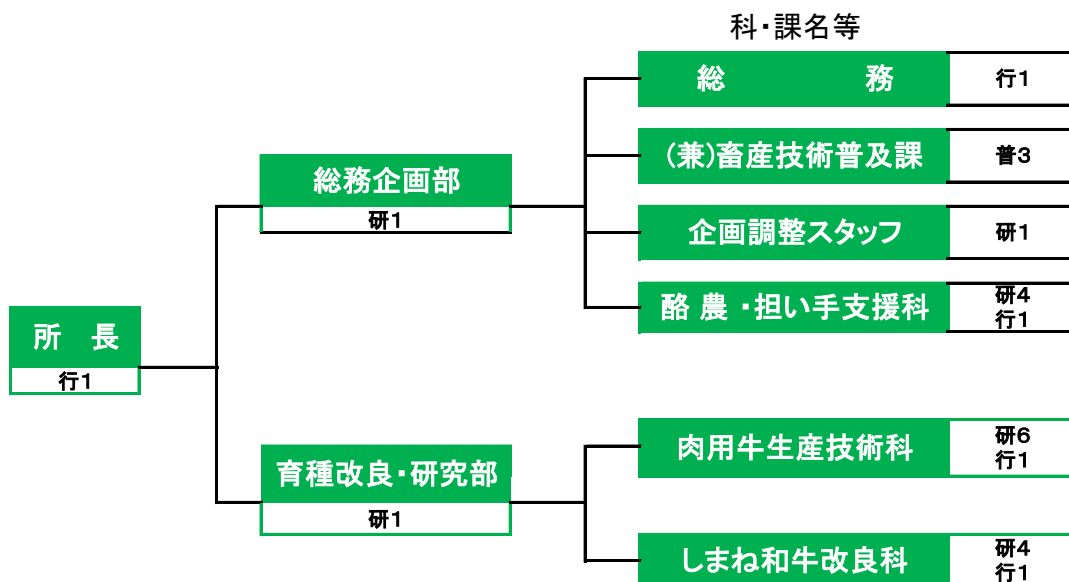 科・課名等
総　　　　務
行1
(兼)畜産技術普及課
普3
総務企画部
研1
企画調整スタッフ
研1
酪 農 ・担い手支援科
研4
行1
所　長
行1
肉用牛生産技術科
研6
行1
育種改良・研究部
研1
しまね和牛改良科
研4
行1